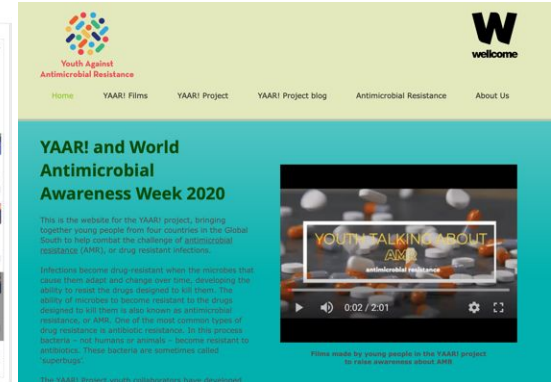 Youth Against
Antimicrobial Resistance
W
wellcome
Home YAAR! Films YAAR! Project YAAR! Project blog Antimicrobial Resistance About Us
YAAR! and World
Antimicrobial
Awareness Week 2020
This is the website for the YAAR! project, bringing
together young people from four countries in the Global
South to help combat the challenge of antimicrobial
resistance (AMR), or drug resistant infections.
Infections become drug-resistant when the microbes that
cause them adapt and change over time, developing the
ability to resist the drugs designed to kill them. The
ability of microbes to become resistant to the drugs
designed to kill them is also known as antimicrobial
resistance, or AMR. One of the most common types of
drug resistance is antibiotic resistance. In this process
bacteria – not humans or animals – become resistant to
antibiotics. These bacteria are sometimes called
'superbugs'.
The YAAR! Project youth collaborators have developed
YOUTH TALKING ABOUT
AMR
antimicrobial resistance
0:02 / 2:01
Films made by young people in the YAAR! project
to raise awareness about AMR